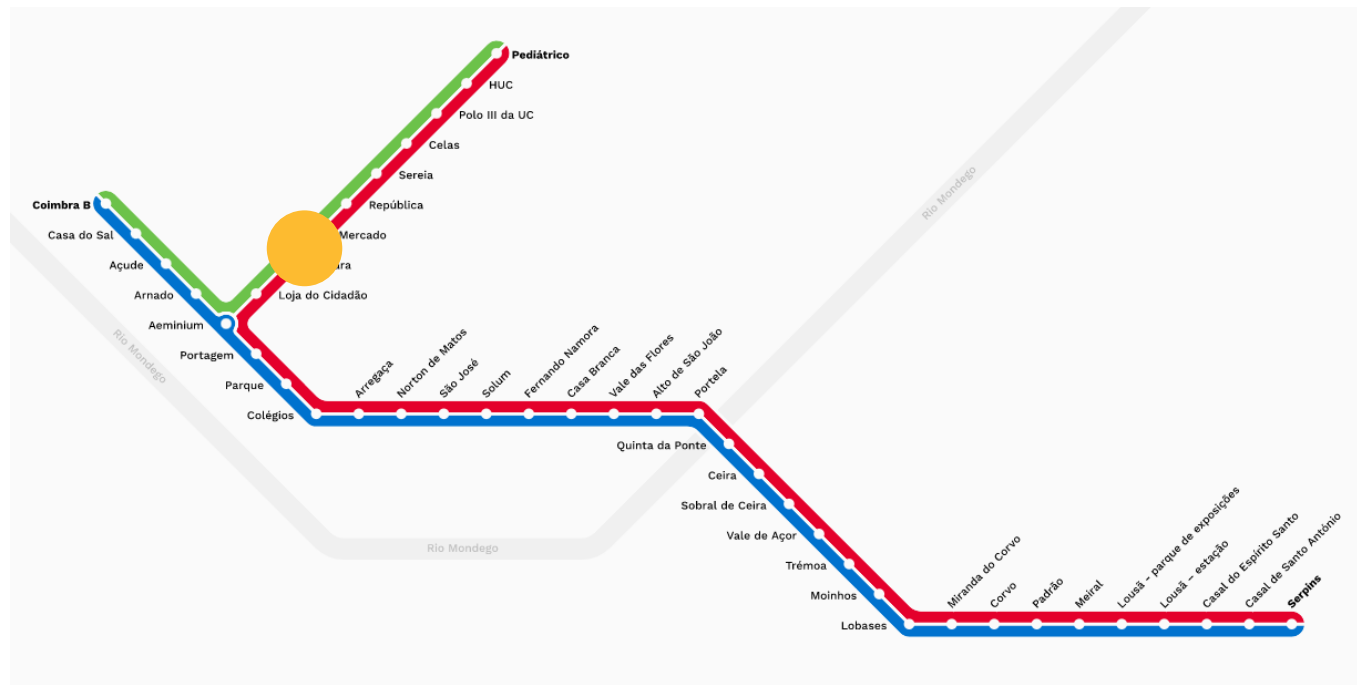 Pediátrico
HUC
Polo III da UC
Celas
Sereia
República
Mercado
Loja do Cidadão
Coimbra B
Casa do Sal
Açude
Arnado
Aeminium
Portagem
Parque
Colégios
Arregaça
Norton de Matos
São José
Solum
Fernando Namora
Casa Branca
Vale das Flores
Alto de São João
Portela
Quinta da Ponte
Ceira
Sobral de Ceira
Vale de Açor
Trémoa
Moinhos
Lobases
Miranda do Corvo
Corvo
Padrão
Meiral
Lousã - parque de exposições
Lousã – estação
Casal do Espírito Santo
Casal de Santo António
Serpins
Rio Mondego
Rio Mondego
Rio Mondego